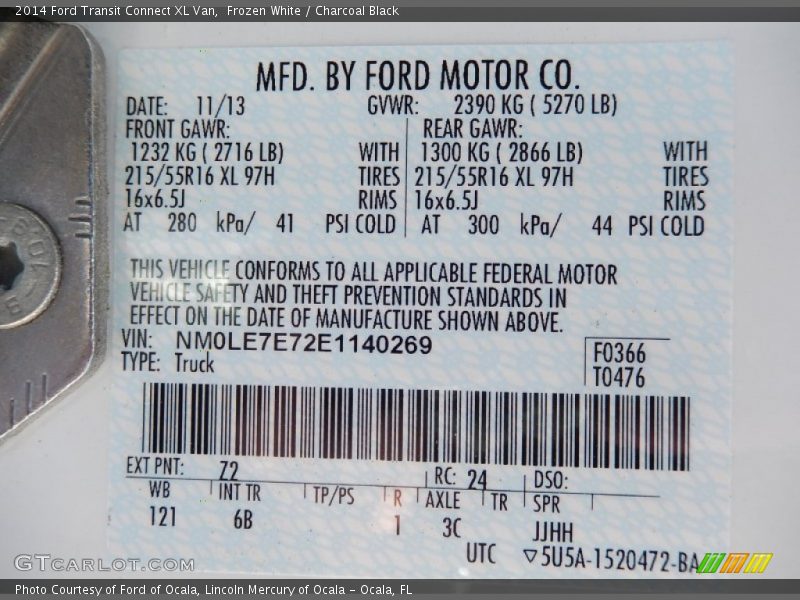 2014 Ford Transit Connect XL Van,  Frozen White / Charcoal Black
MFD. BY FORD MOTOR CO.
DATE: 11/13 GVWR: 2390 KG ( 5270 LB)
FRONT GAWR: REAR GAWR:
1232 KG ( 2716 LB) WITH 1300 KG ( 2866 LB) WITH
215/55R16 XL 97H TIRES 215/55R16 XL 97H TIRES
16x6.5J RIMS 16x6.5J RIMS
AT 280 kPa/ 41 PSI COLD AT 300 kPa/ 44 PSI COLD
THIS VEHICLE CONFORMS TO ALL APPLICABLE FEDERAL MOTOR
VEHICLE SAFETY AND THEFT PREVENTION STANDARDS IN
EFFECT ON THE DATE OF MANUFACTURE SHOWN ABOVE.
VIN: NM0LE7E72E1140269
F0366
TYPE: Truck
T0476
EXT PNT: Z2 RC: 24 DSO:
WB INT TR TP/PS R AXLE TR SPR
121 6B 1 3C JJHH
UTC ▽5U5A-1520472-BA
GTCARLOT.COM
Photo Courtesy of Ford of Ocala, Lincoln Mercury of Ocala - Ocala, FL